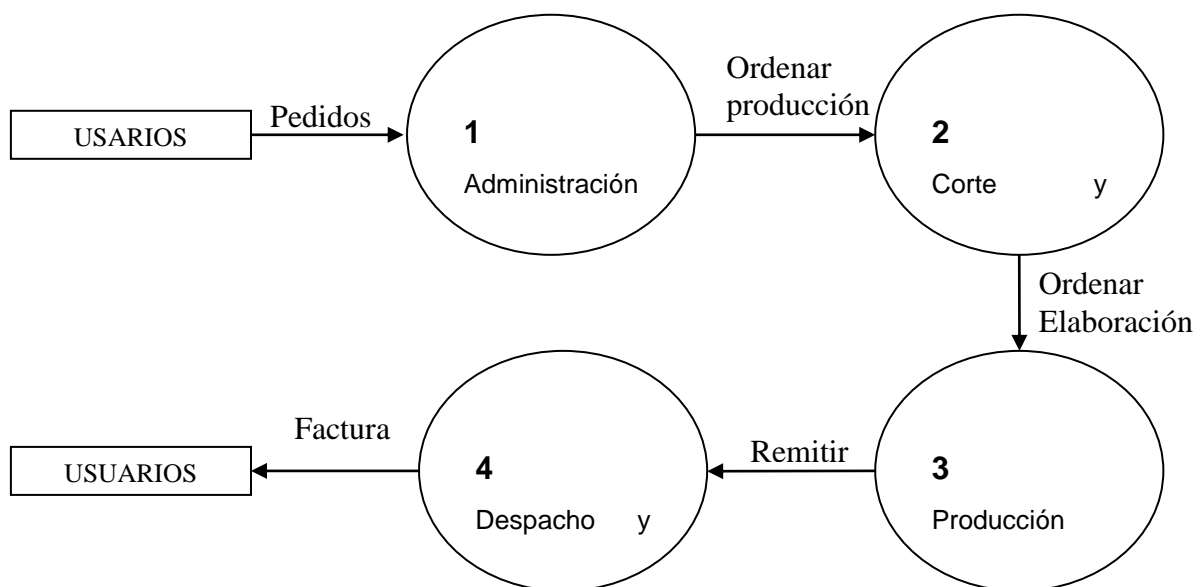 USARIOS
Pedidos
1
Administración
Ordenar
producción
2
Corte y
Ordenar
Elaboración
3
Producción
Remitir
4
Despacho y
Factura
USUARIOS